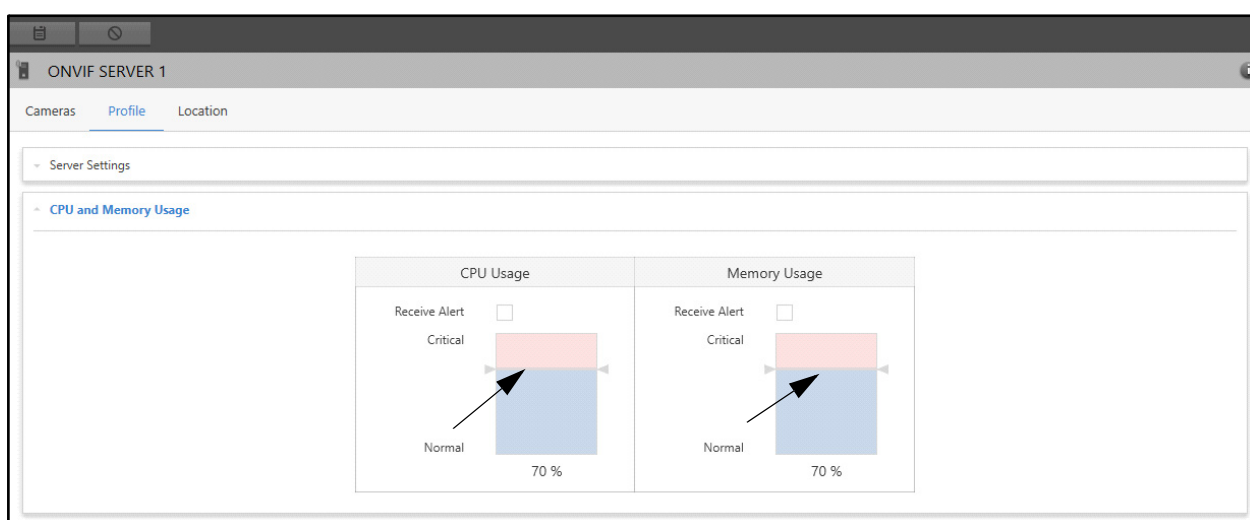 ONVIF SERVER 1
Cameras Profile Location
Server Settings
CPU and Memory Usage
CPU Usage Memory Usage
Receive Alert Receive Alert
Critical Critical
Normal Normal
70 % 70 %